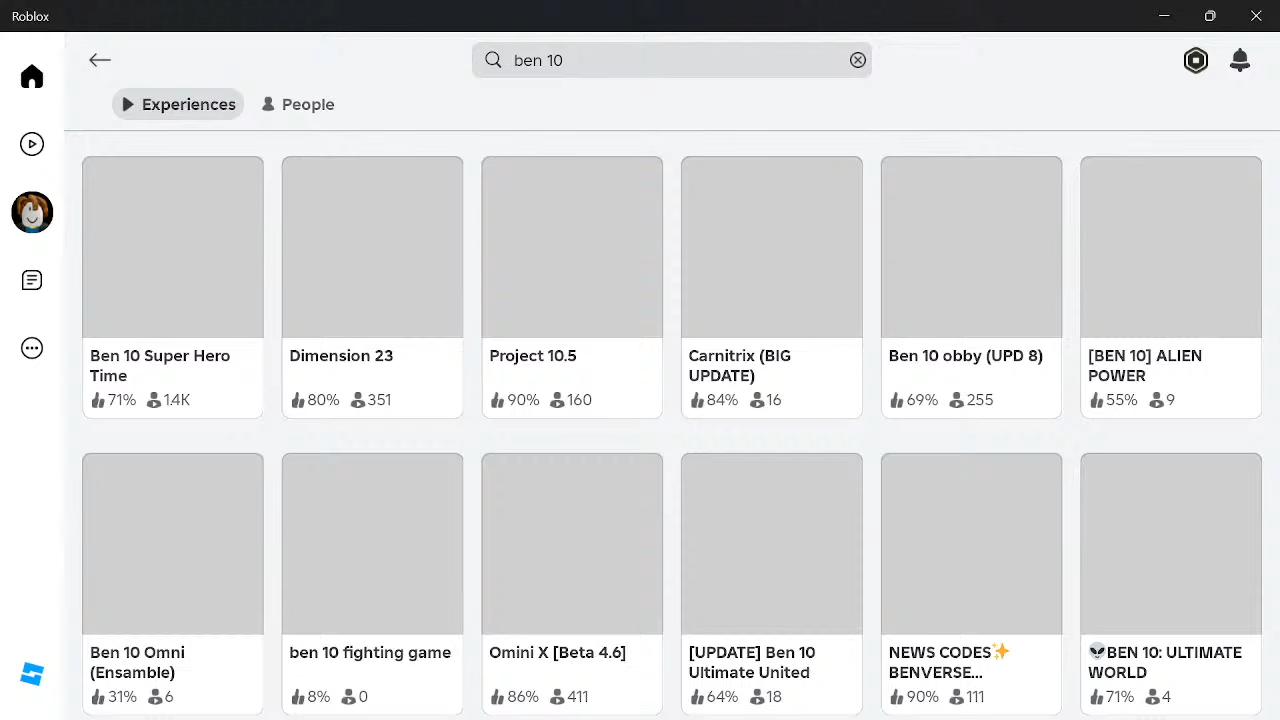 Roblox
ben 10
Experiences
People
Ben 10 Super Hero
Time
71% 1.4K
Dimension 23
80% 351
Project 10.5
90% 160
Carnitrix (BIG
UPDATE)
84% 16
Ben 10 obby (UPD 8)
69% 255
[BEN 10] ALIEN
POWER
55% 9
Ben 10 Omni
(Ensamble)
31% 6
ben 10 fighting game
8% 0
Omini X [Beta 4.6]
86% 411
[UPDATE] Ben 10
Ultimate United
64% 18
NEWS CODES✨
BENVERSE...
90% 111
👽BEN 10: ULTIMATE
WORLD
71% 4